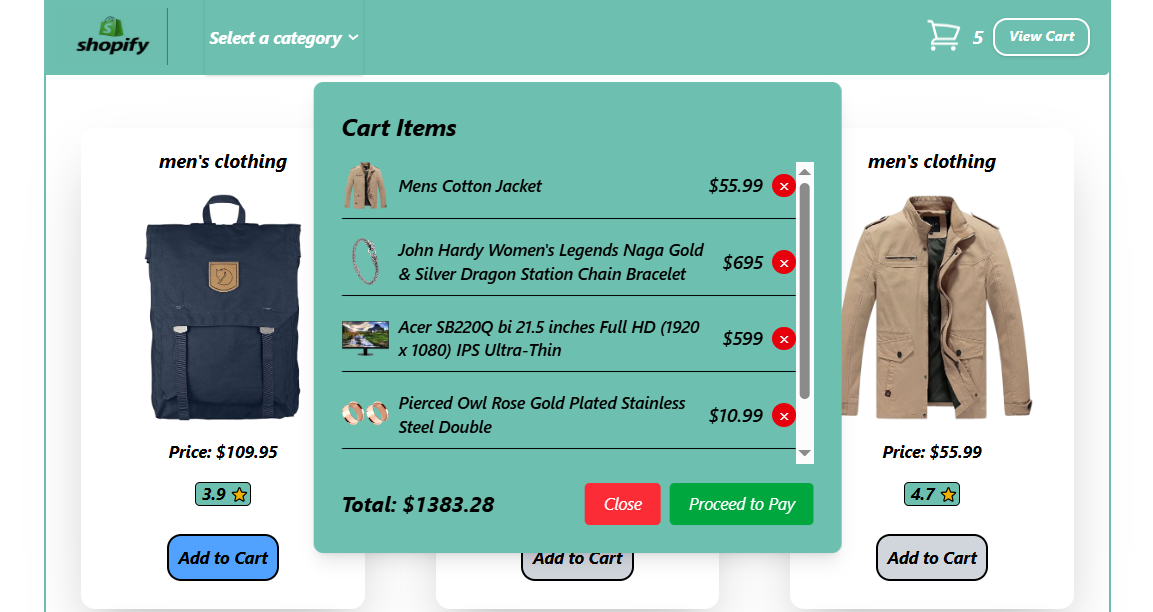 shopify
Select a category
5
View Cart
Cart Items
Mens Cotton Jacket
$55.99
×
John Hardy Women's Legends Naga Gold
& Silver Dragon Station Chain Bracelet
$695
×
Acer SB220Q bi 21.5 inches Full HD (1920
x 1080) IPS Ultra-Thin
$599
×
Pierced Owl Rose Gold Plated Stainless
Steel Double
$10.99
×
Total: $1383.28
Close
Proceed to Pay
men's clothing
Price: $109.95
3.9
Add to Cart
Add to Cart
men's clothing
Price: $55.99
4.7
Add to Cart